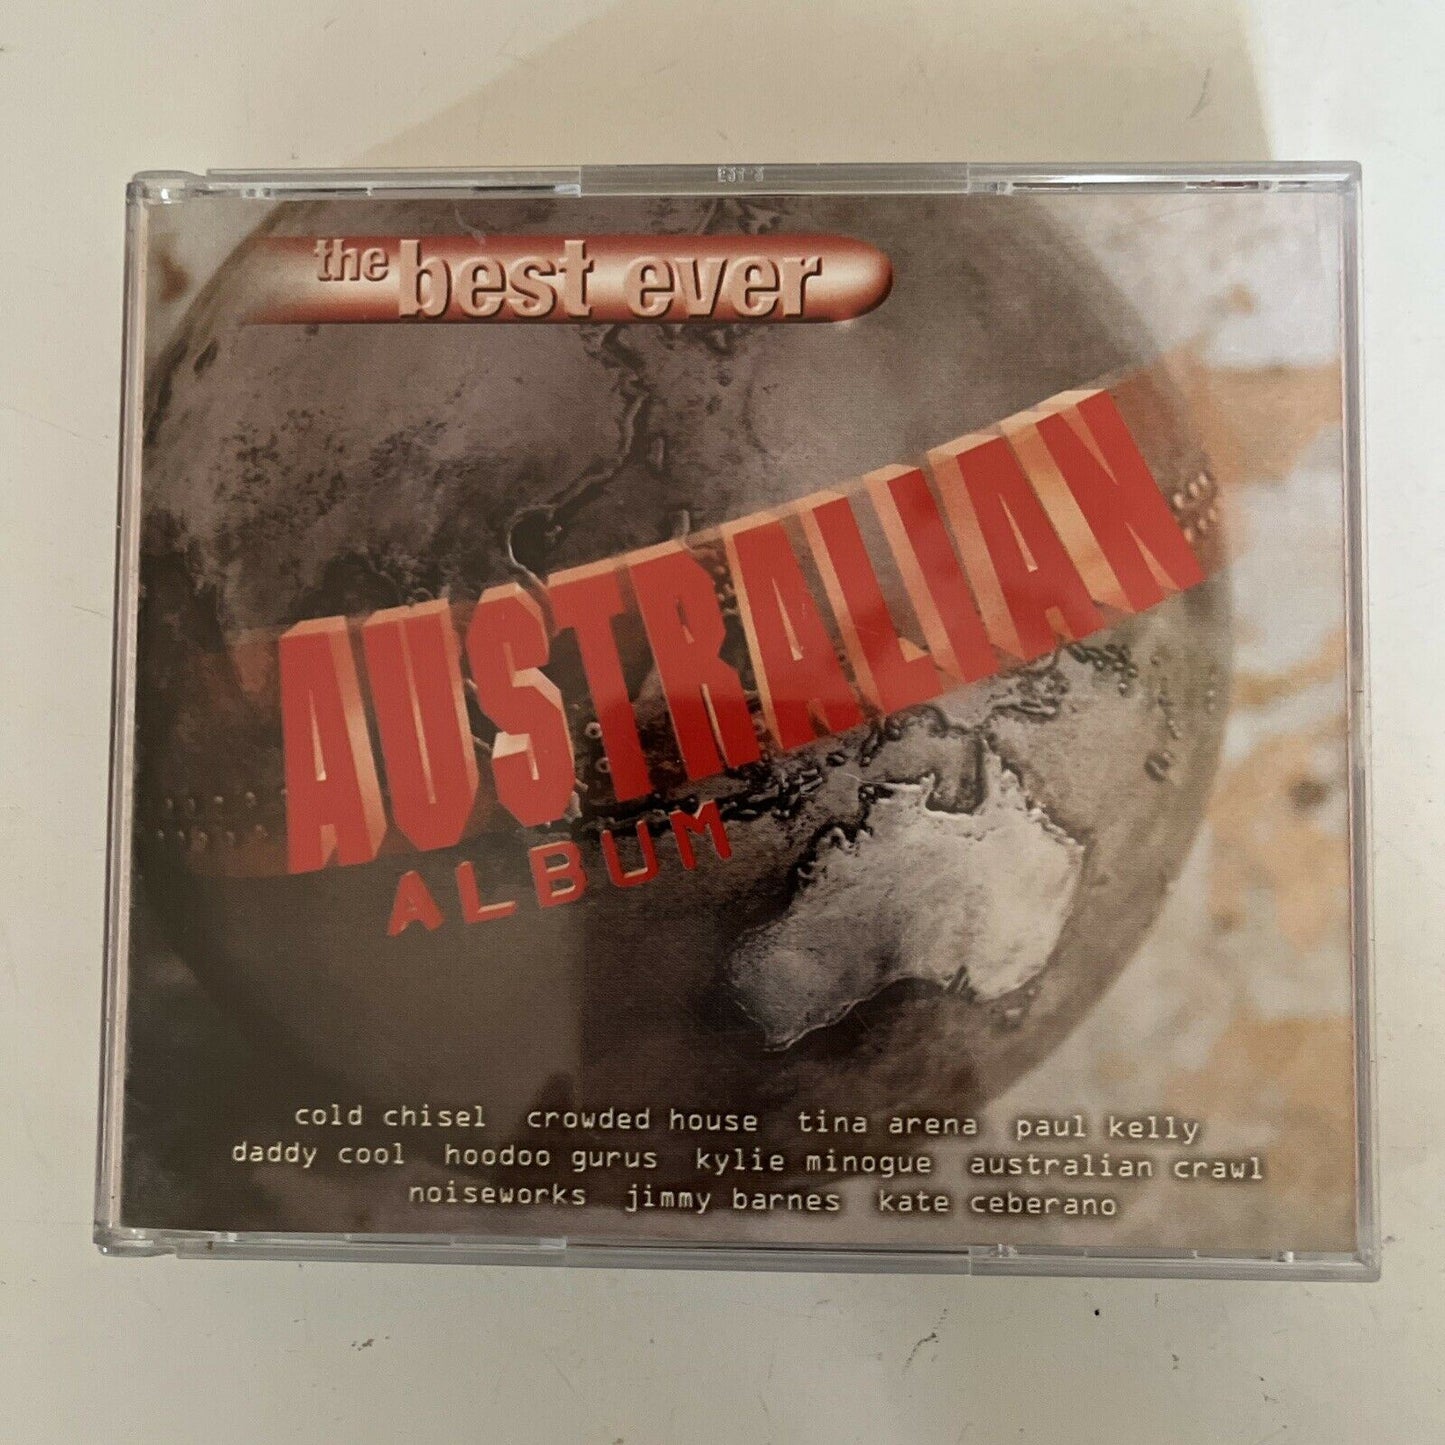 the best ever
AUSTRALIAN
ALBUM
cold chisel crowded house tina arena paul kelly
daddy cool hoodoo gurus kylie minogue australian crawl
noiseworks jimmy barnes kate ceberano